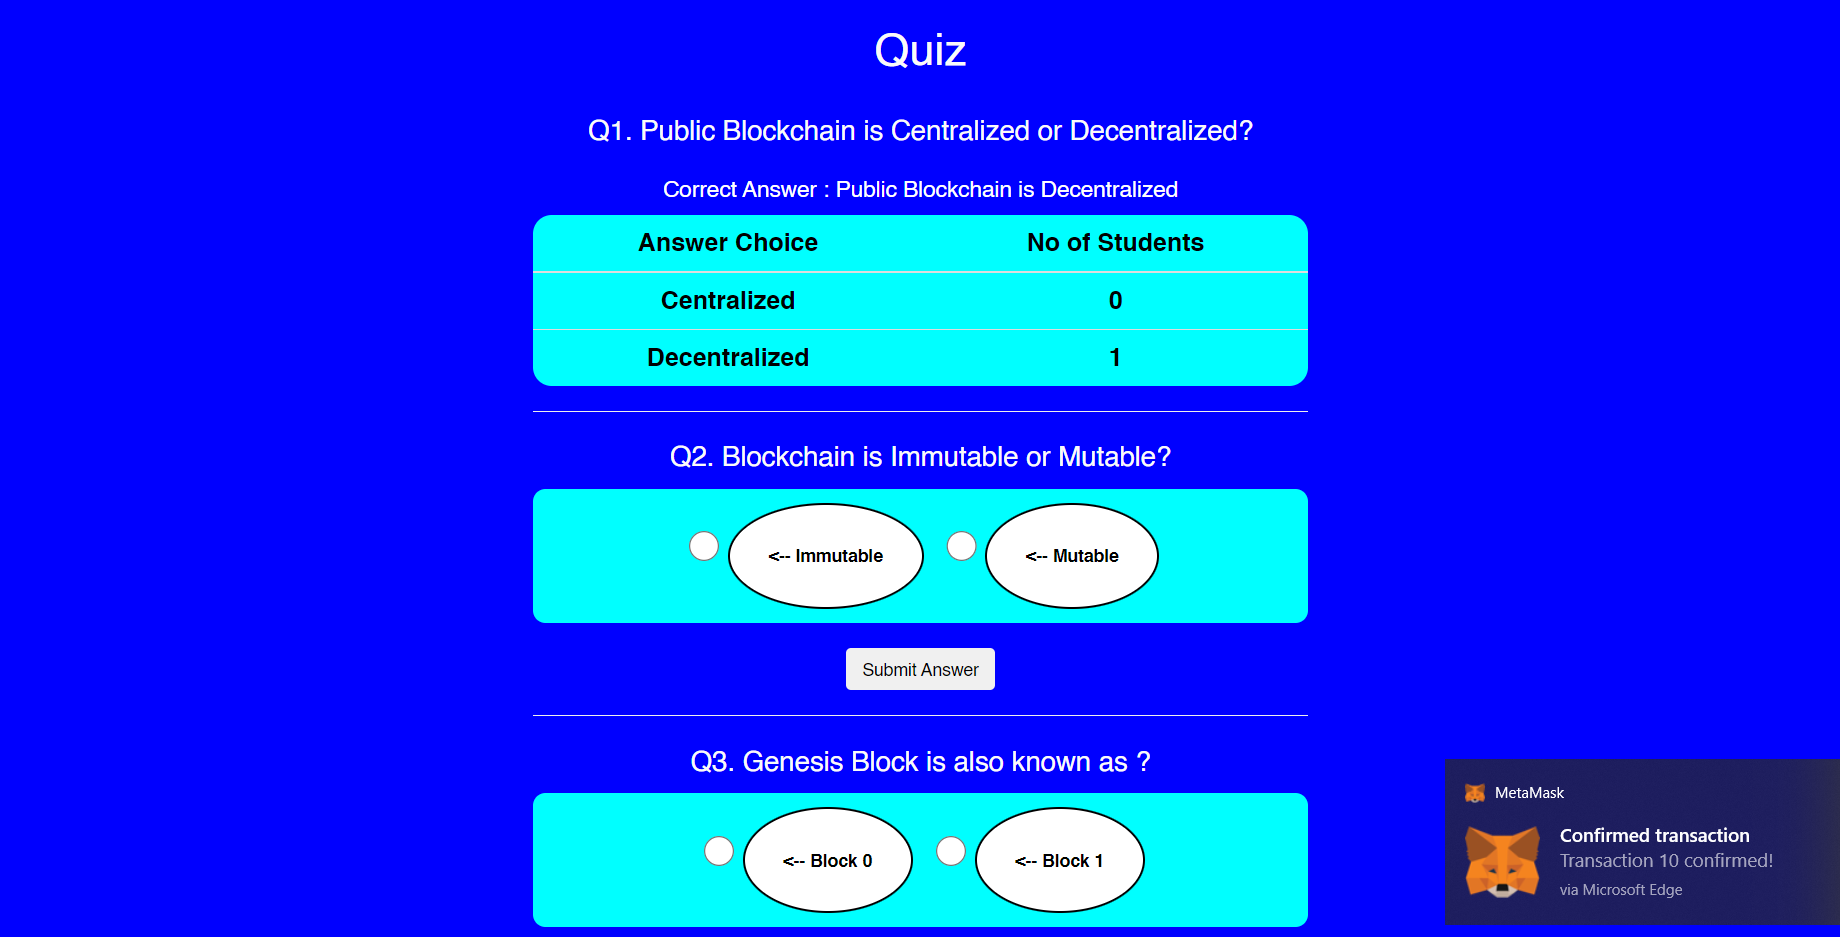 Quiz
Q1. Public Blockchain is Centralized or Decentralized?
Correct Answer : Public Blockchain is Decentralized
Answer Choice No of Students
Centralized 0
Decentralized 1
Q2. Blockchain is Immutable or Mutable?
<-- Immutable <-- Mutable
Submit Answer
Q3. Genesis Block is also known as ?
<-- Block 0 <-- Block 1
MetaMask
Confirmed transaction
Transaction 10 confirmed!
via Microsoft Edge